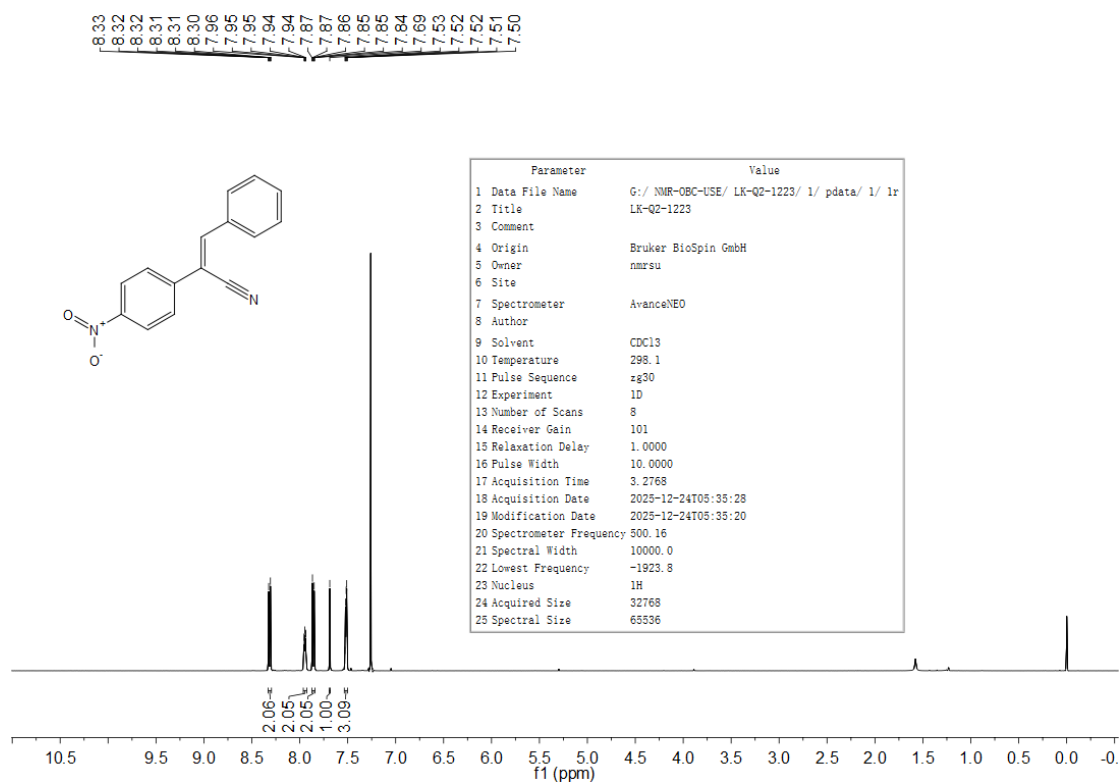 8.33 8.32 8.32 8.31 8.31 8.30 7.96 7.95 7.95 7.94 7.94 7.87 7.87 7.86 7.85 7.85 7.84 7.69 7.53 7.52 7.52 7.51 7.50
N
O
N+
O-
Parameter Value
1 Data File Name G:/ NMR-OBC-USE/ LK-Q2-1223/ 1/ pdata/ 1/ 1r
2 Title LK-Q2-1223
3 Comment
4 Origin Bruker BioSpin GmbH
5 Owner nmrsu
6 Site
7 Spectrometer AvanceNEO
8 Author
9 Solvent CDCl3
10 Temperature 298.1
11 Pulse Sequence zg30
12 Experiment 1D
13 Number of Scans 8
14 Receiver Gain 101
15 Relaxation Delay 1.0000
16 Pulse Width 10.0000
17 Acquisition Time 3.2768
18 Acquisition Date 2025-12-24T05:35:28
19 Modification Date 2025-12-24T05:35:20
20 Spectrometer Frequency 500.16
21 Spectral Width 10000.0
22 Lowest Frequency -1923.8
23 Nucleus 1H
24 Acquired Size 32768
25 Spectral Size 65536
2.06 2.05 2.05 1.00 3.09
10.5 9.5 9.0 8.5 8.0 7.5 7.0 6.5 6.0 5.5 5.0 4.5 4.0 3.5 3.0 2.5 2.0 1.5 1.0 0.5 0.0 -0
f1 (ppm)